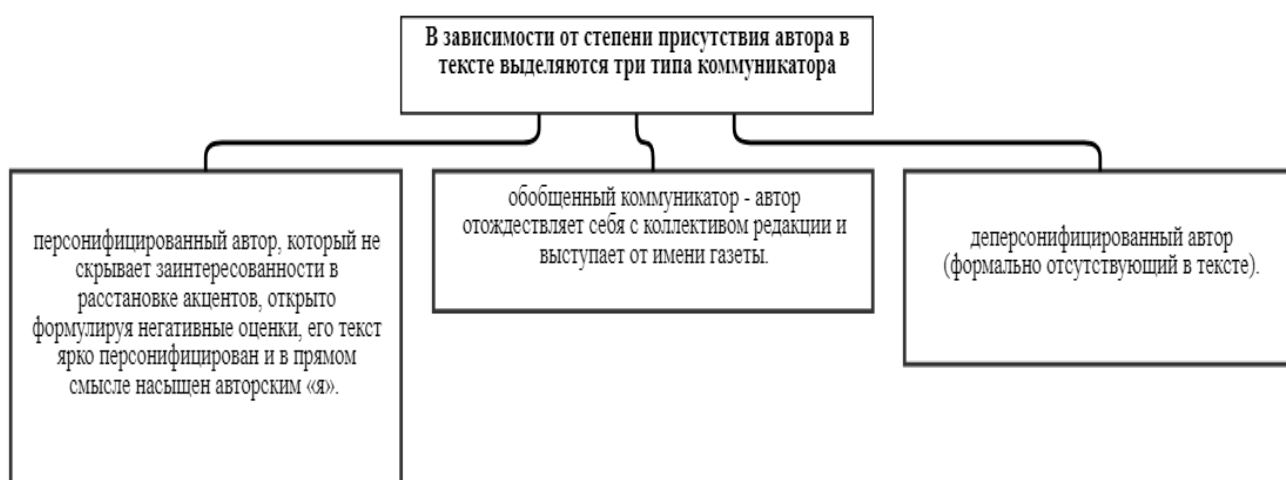 В зависимости от степени присутствия автора в
тексте выделяются три типа коммуникатора
персонифицированный автор, который не
скрывает заинтересованности в
расстановке акцентов, открыто
формулируя негативные оценки, его текст
ярко персонифицирован и в прямом
смысле насыщен авторским «я».
обобщенный коммуникатор - автор
отождествляет себя с коллективом редакции и
выступает от имени газеты.
деперсонифицированный автор
(формально отсутствующий в тексте).